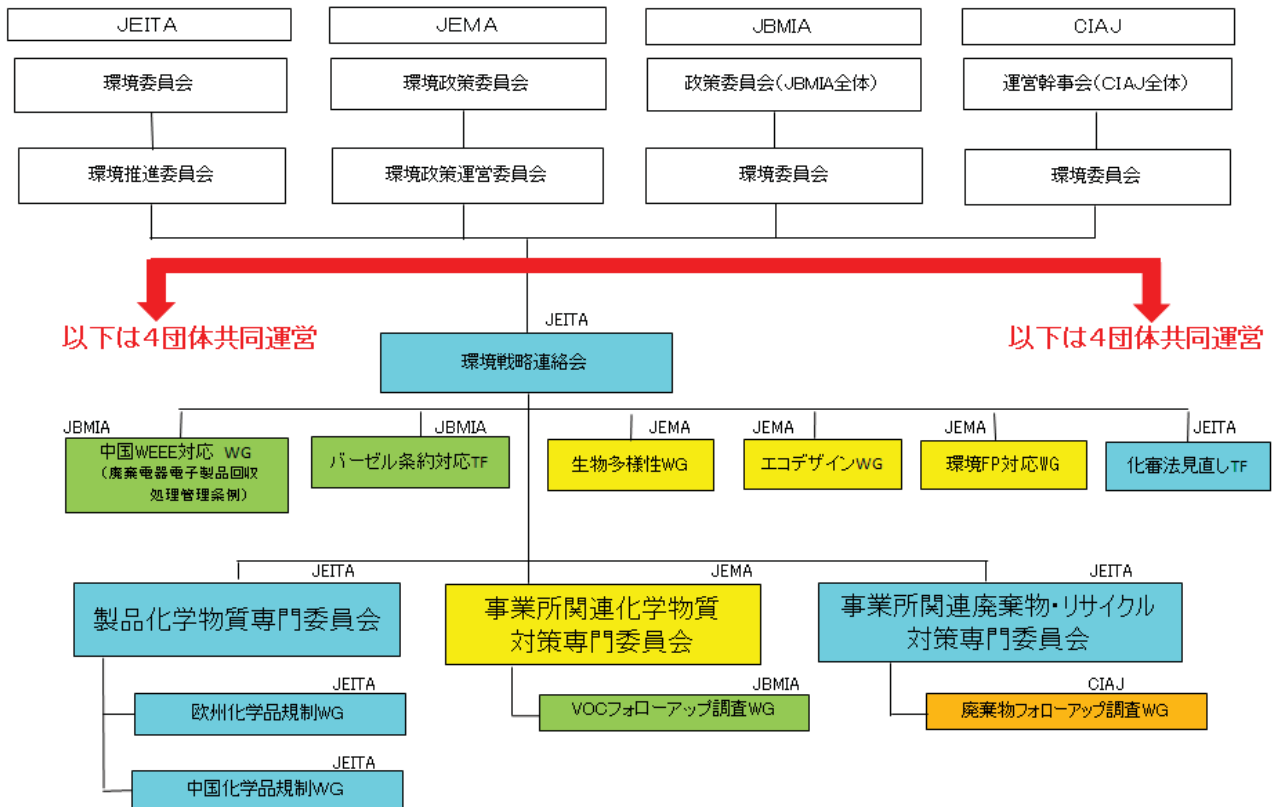 JEITA
JEMA
JBMIA
CIAJ
環境委員会
環境政策委員会
政策委員会(JBMIA全体)
運営幹事会(CIAJ全体)
環境推進委員会
環境政策運営委員会
環境委員会
環境委員会
以下は4団体共同運営
以下は4団体共同運営
JEITA
環境戦略連絡会
JBMIA
中国WEEE対応 WG
(廃棄電器電子製品回収
処理管理条例)
JBMIA
バーゼル条約対応TF
JEMA
生物多様性WG
JEMA
エコデザインWG
JEMA
環境FP対応WG
JEITA
化審法見直しTF
JEITA
製品化学物質専門委員会
JEMA
事業所関連化学物質
対策専門委員会
JEITA
事業所関連廃棄物・リサイクル
対策専門委員会
JEITA
欧州化学品規制WG
JBMIA
VOCフォローアップ調査WG
CIAJ
廃棄物フォローアップ調査WG
JEITA
中国化学品規制WG